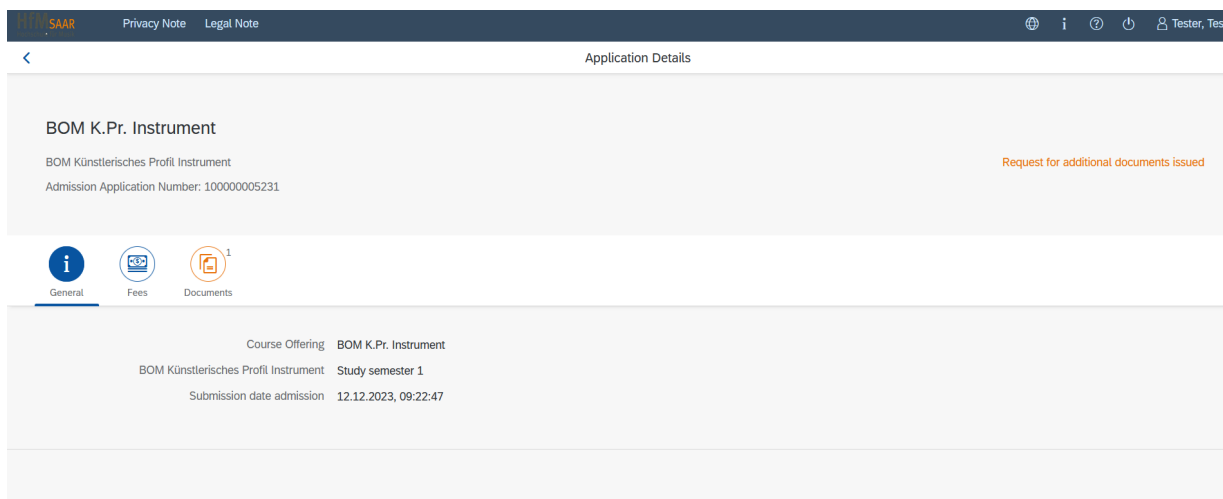 HfM.SAAR Privacy Note Legal Note Tester, Tes
Application Details
BOM K.Pr. Instrument
BOM Künstlerisches Profil Instrument
Request for additional documents issued
Admission Application Number: 100000005231
1
General Fees Documents
Course Offering BOM K.Pr. Instrument
BOM Künstlerisches Profil Instrument Study semester 1
Submission date admission 12.12.2023, 09:22:47